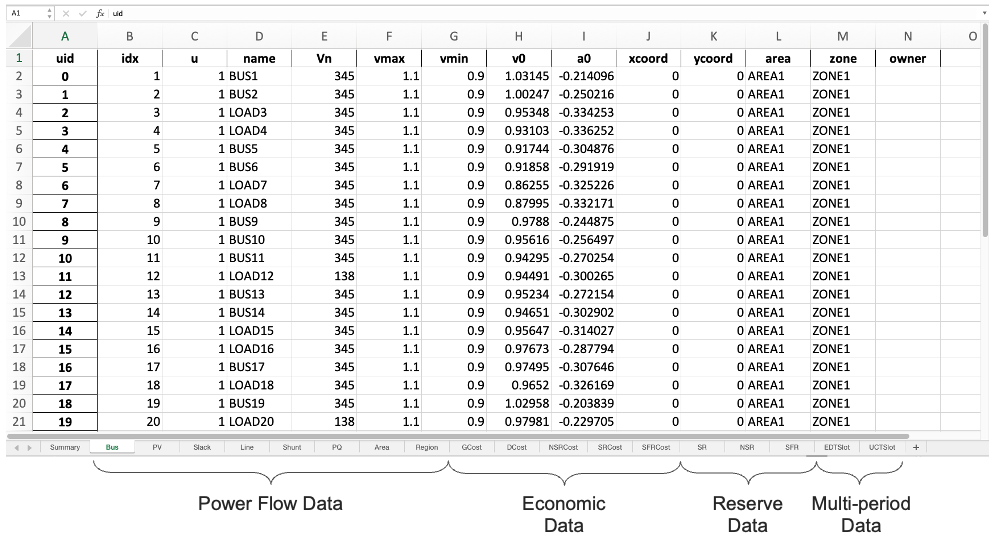 A1 fx uid
A B C D E F G H I J K L M N O
1 uid idx u name Vn vmax vmin v0 a0 xcoord ycoord area zone owner
2 0 1 1 BUS1 345 1.1 0.9 1.03145 -0.214096 0 0 AREA1 ZONE1
3 1 2 1 BUS2 345 1.1 0.9 1.00247 -0.250216 0 0 AREA1 ZONE1
4 2 3 1 LOAD3 345 1.1 0.9 0.95348 -0.334253 0 0 AREA1 ZONE1
5 3 4 1 LOAD4 345 1.1 0.9 0.93103 -0.336252 0 0 AREA1 ZONE1
6 4 5 1 BUS5 345 1.1 0.9 0.91744 -0.304876 0 0 AREA1 ZONE1
7 5 6 1 BUS6 345 1.1 0.9 0.91858 -0.291919 0 0 AREA1 ZONE1
8 6 7 1 LOAD7 345 1.1 0.9 0.86255 -0.325226 0 0 AREA1 ZONE1
9 7 8 1 LOAD8 345 1.1 0.9 0.87995 -0.332171 0 0 AREA1 ZONE1
10 8 9 1 BUS9 345 1.1 0.9 0.9788 -0.244875 0 0 AREA1 ZONE1
11 9 10 1 BUS10 345 1.1 0.9 0.95616 -0.256497 0 0 AREA1 ZONE1
12 10 11 1 BUS11 345 1.1 0.9 0.94295 -0.270254 0 0 AREA1 ZONE1
13 11 12 1 LOAD12 138 1.1 0.9 0.94491 -0.300265 0 0 AREA1 ZONE1
14 12 13 1 BUS13 345 1.1 0.9 0.95234 -0.272154 0 0 AREA1 ZONE1
15 13 14 1 BUS14 345 1.1 0.9 0.94651 -0.302902 0 0 AREA1 ZONE1
16 14 15 1 LOAD15 345 1.1 0.9 0.95647 -0.314027 0 0 AREA1 ZONE1
17 15 16 1 LOAD16 345 1.1 0.9 0.97673 -0.287794 0 0 AREA1 ZONE1
18 16 17 1 BUS17 345 1.1 0.9 0.97495 -0.307646 0 0 AREA1 ZONE1
19 17 18 1 LOAD18 345 1.1 0.9 0.9652 -0.326169 0 0 AREA1 ZONE1
20 18 19 1 BUS19 345 1.1 0.9 1.02958 -0.203839 0 0 AREA1 ZONE1
21 19 20 1 LOAD20 138 1.1 0.9 0.97981 -0.229705 0 0 AREA1 ZONE1
Summary Bus PV Slack Line Shunt PQ Area Region GCost DCost NSRCost SRCost SFRCost SR NSR SFR EDTSlot UCTSlot +
Power Flow Data
Economic Data
Reserve Data
Multi-period Data